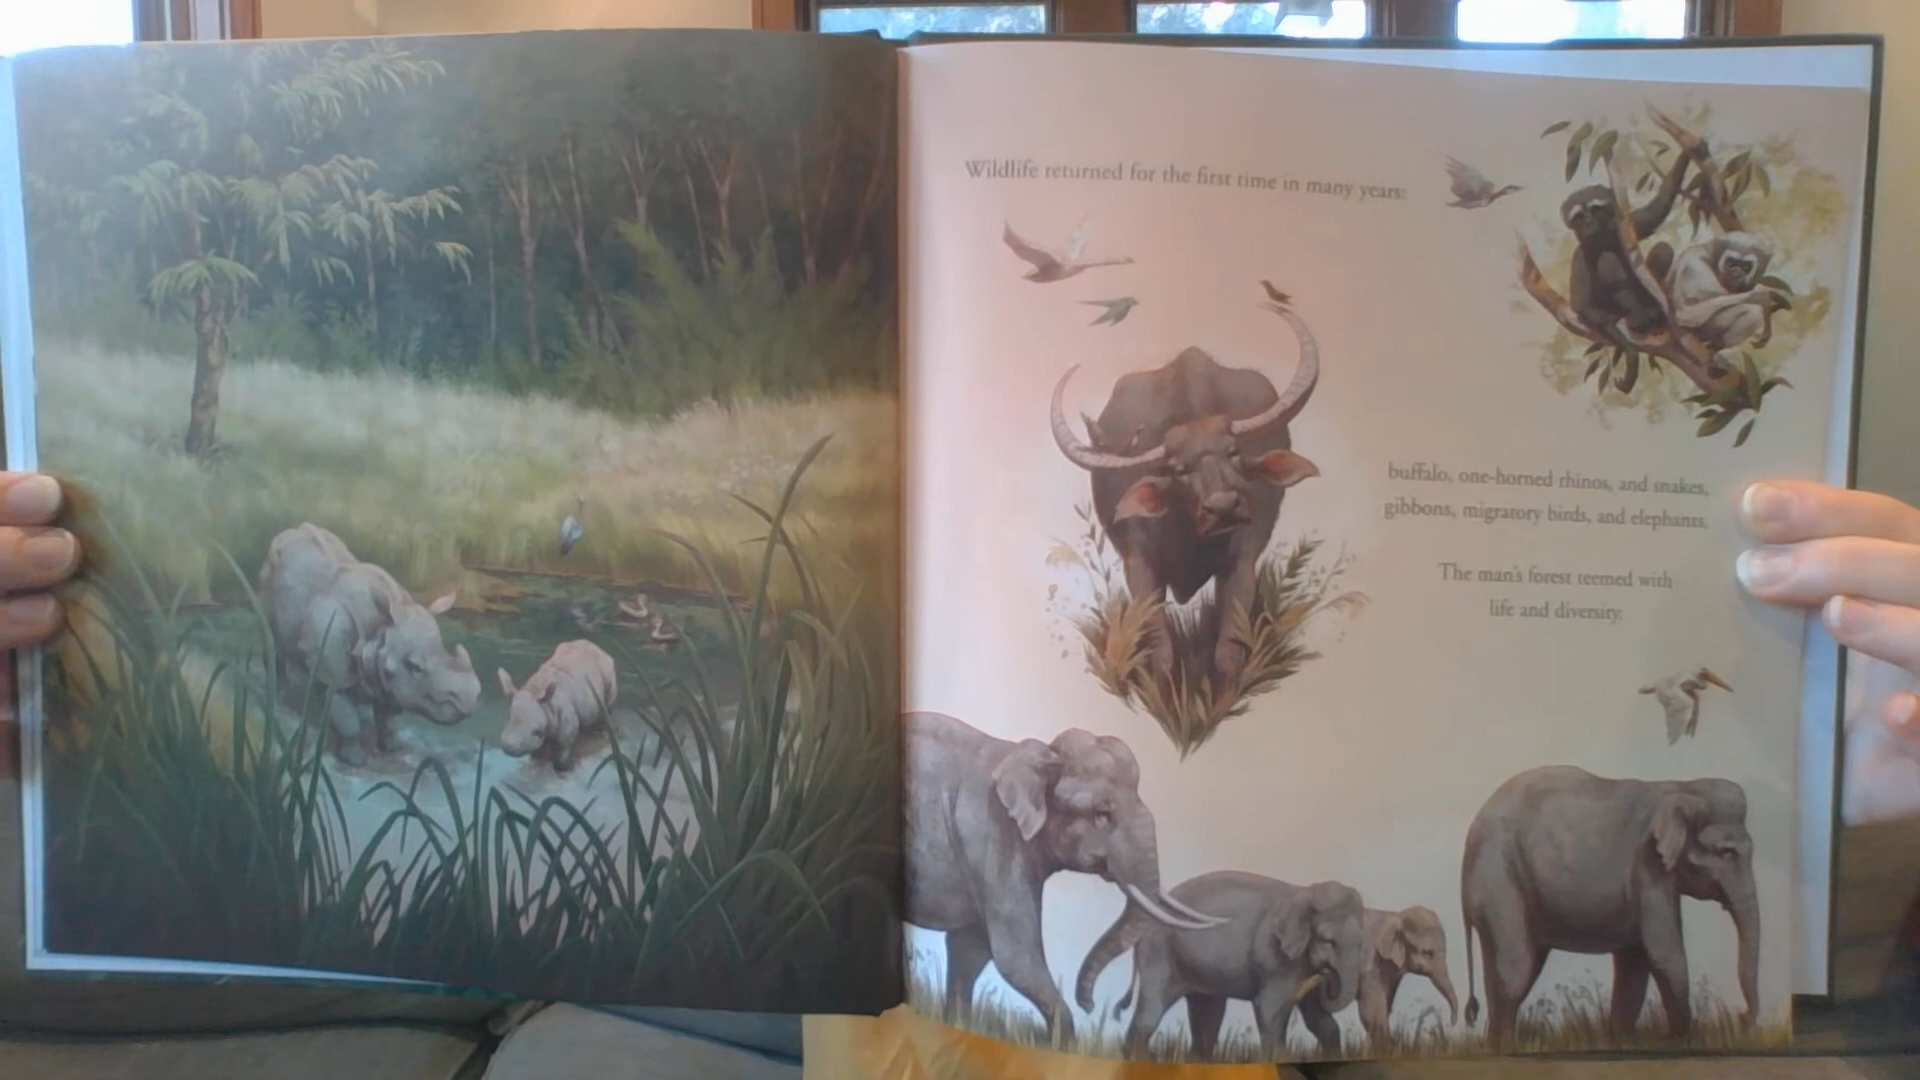 Wildlife returned for the first time in many years:
buffalo, one-horned rhinos, and snakes,
gibbons, migratory birds, and elephants.
The man's forest teemed with
life and diversity.